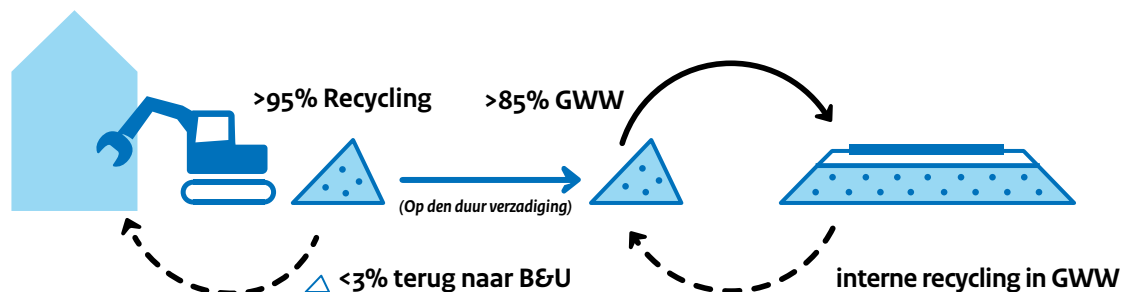 >95% Recycling
>85% GWW
(Op den duur verzadiging)
<3% terug naar B&U
interne recycling in GWW